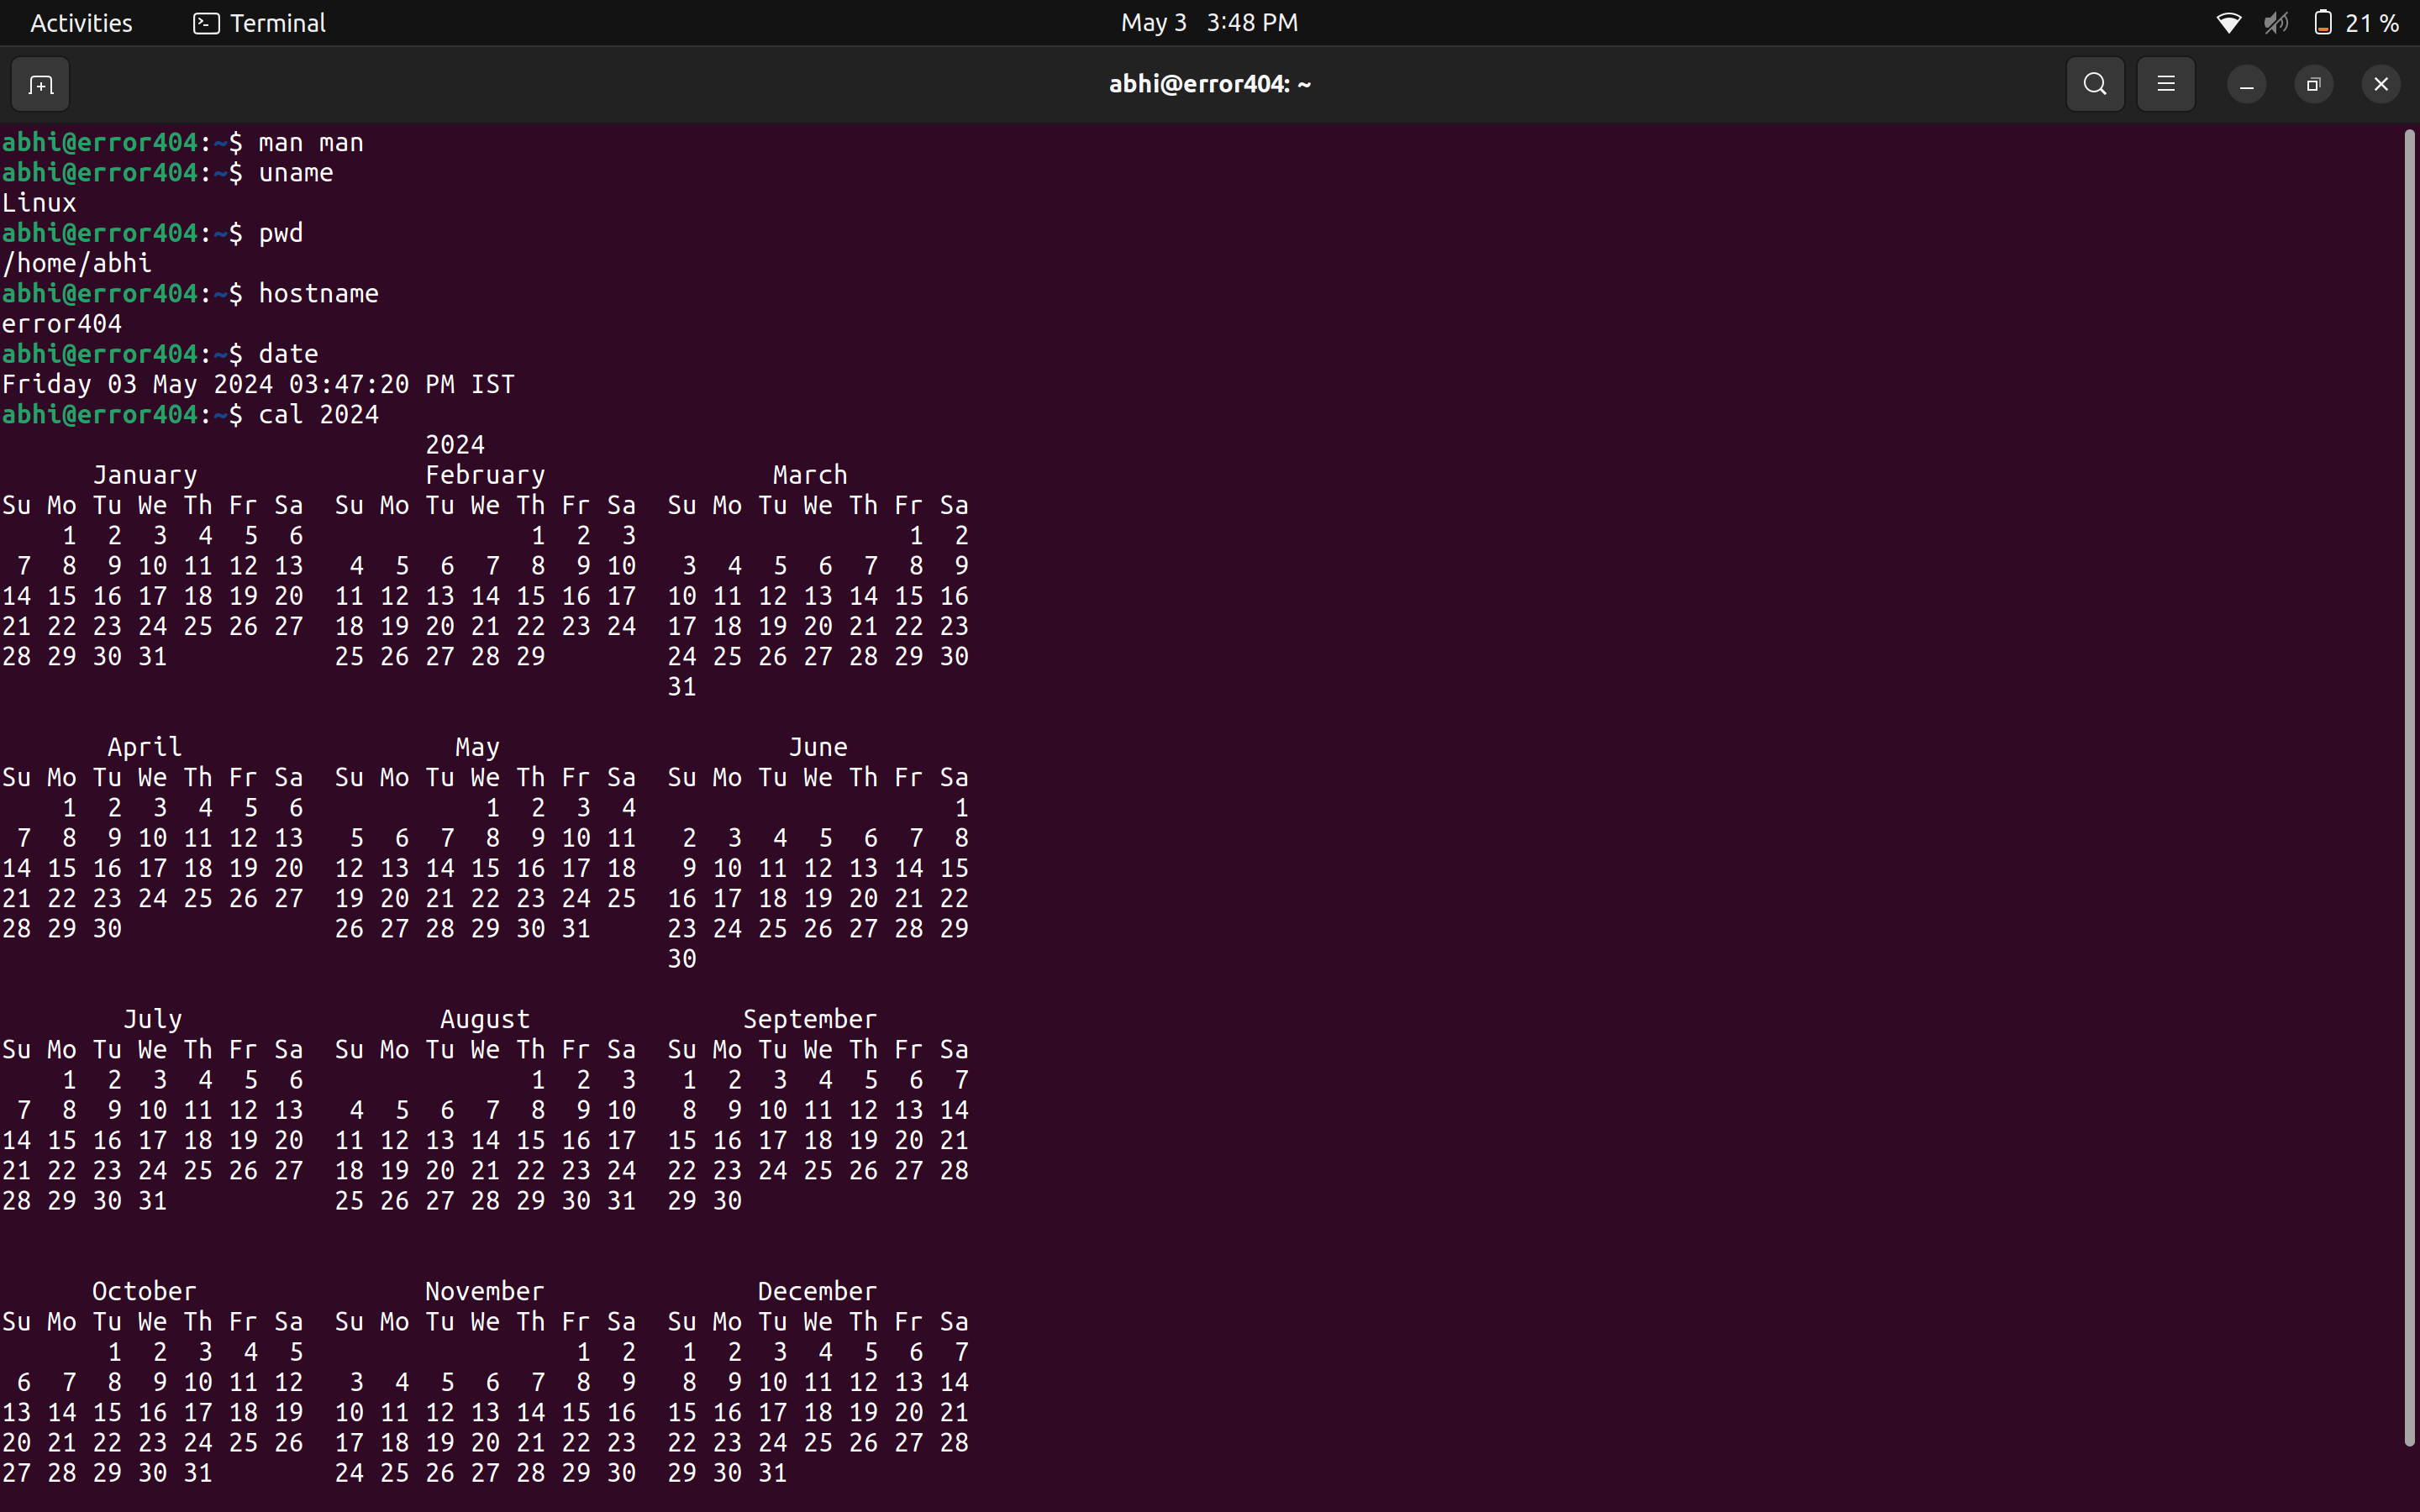 Activities Terminal May 3 3:48 PM 21 %
abhi@error404: ~
abhi@error404:~$ man man
abhi@error404:~$ uname
Linux
abhi@error404:~$ pwd
/home/abhi
abhi@error404:~$ hostname
error404
abhi@error404:~$ date
Friday 03 May 2024 03:47:20 PM IST
abhi@error404:~$ cal 2024
                            2024
      January               February               March
Su Mo Tu We Th Fr Sa  Su Mo Tu We Th Fr Sa  Su Mo Tu We Th Fr Sa
    1  2  3  4  5  6               1  2  3                  1  2
 7  8  9 10 11 12 13   4  5  6  7  8  9 10   3  4  5  6  7  8  9
14 15 16 17 18 19 20  11 12 13 14 15 16 17  10 11 12 13 14 15 16
21 22 23 24 25 26 27  18 19 20 21 22 23 24  17 18 19 20 21 22 23
28 29 30 31           25 26 27 28 29        24 25 26 27 28 29 30
                                            31
       April                  May                   June
Su Mo Tu We Th Fr Sa  Su Mo Tu We Th Fr Sa  Su Mo Tu We Th Fr Sa
    1  2  3  4  5  6            1  2  3  4                     1
 7  8  9 10 11 12 13   5  6  7  8  9 10 11   2  3  4  5  6  7  8
14 15 16 17 18 19 20  12 13 14 15 16 17 18   9 10 11 12 13 14 15
21 22 23 24 25 26 27  19 20 21 22 23 24 25  16 17 18 19 20 21 22
28 29 30              26 27 28 29 30 31     23 24 25 26 27 28 29
                                            30
        July                 August              September
Su Mo Tu We Th Fr Sa  Su Mo Tu We Th Fr Sa  Su Mo Tu We Th Fr Sa
    1  2  3  4  5  6               1  2  3   1  2  3  4  5  6  7
 7  8  9 10 11 12 13   4  5  6  7  8  9 10   8  9 10 11 12 13 14
14 15 16 17 18 19 20  11 12 13 14 15 16 17  15 16 17 18 19 20 21
21 22 23 24 25 26 27  18 19 20 21 22 23 24  22 23 24 25 26 27 28
28 29 30 31           25 26 27 28 29 30 31  29 30
      October               November              December
Su Mo Tu We Th Fr Sa  Su Mo Tu We Th Fr Sa  Su Mo Tu We Th Fr Sa
       1  2  3  4  5                  1  2   1  2  3  4  5  6  7
 6  7  8  9 10 11 12   3  4  5  6  7  8  9   8  9 10 11 12 13 14
13 14 15 16 17 18 19  10 11 12 13 14 15 16  15 16 17 18 19 20 21
20 21 22 23 24 25 26  17 18 19 20 21 22 23  22 23 24 25 26 27 28
27 28 29 30 31        24 25 26 27 28 29 30  29 30 31